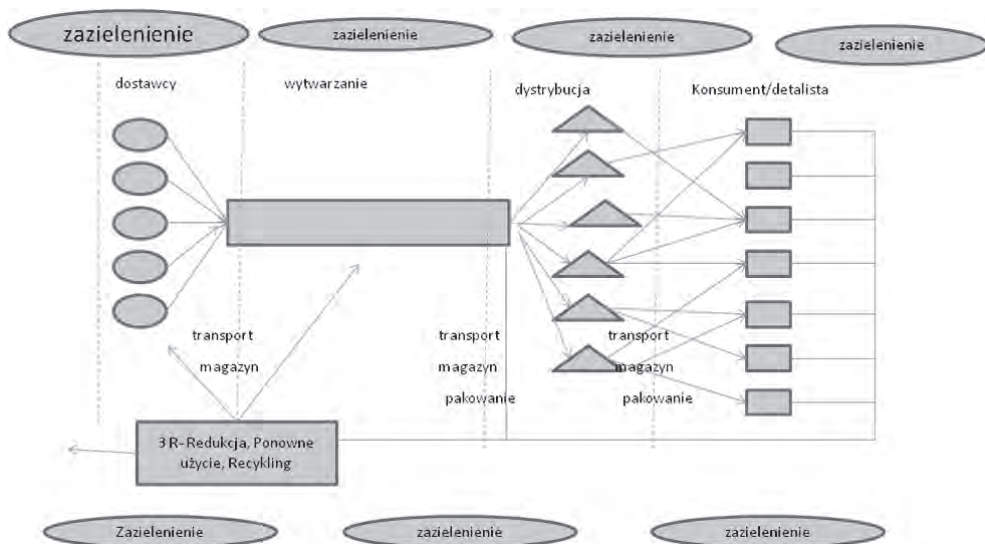 zazielenienie
zazielenienie
zazielenienie
zazielenienie
dostawcy
wytwarzanie
dystrybucja
Konsument/detalista
transport
magazyn
transport
magazyn
pakowanie
transport
magazyn
pakowanie
3 R- Redukcja, Ponowne
użycie, Recykling
Zazielenienie
zazielenienie
zazielenienie